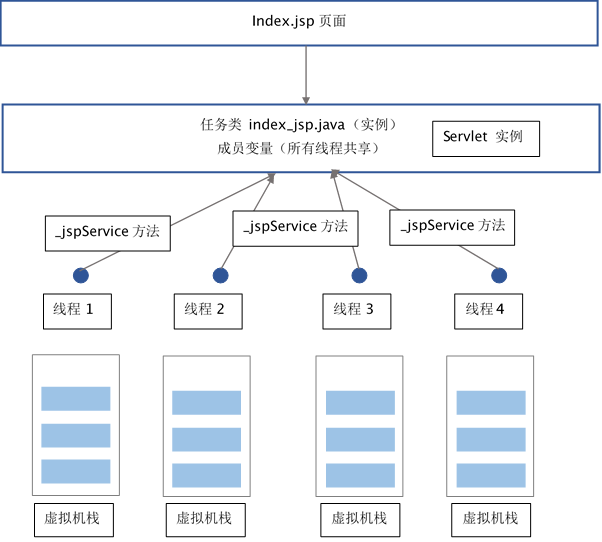 Index.jsp 页面
任务类 index_jsp.java（实例）
成员变量（所有线程共享）
Servlet 实例
_jspService 方法
_jspService 方法
_jspService 方法
线程 1
线程 2
线程 3
线程 4
虚拟机栈
虚拟机栈
虚拟机栈
虚拟机栈